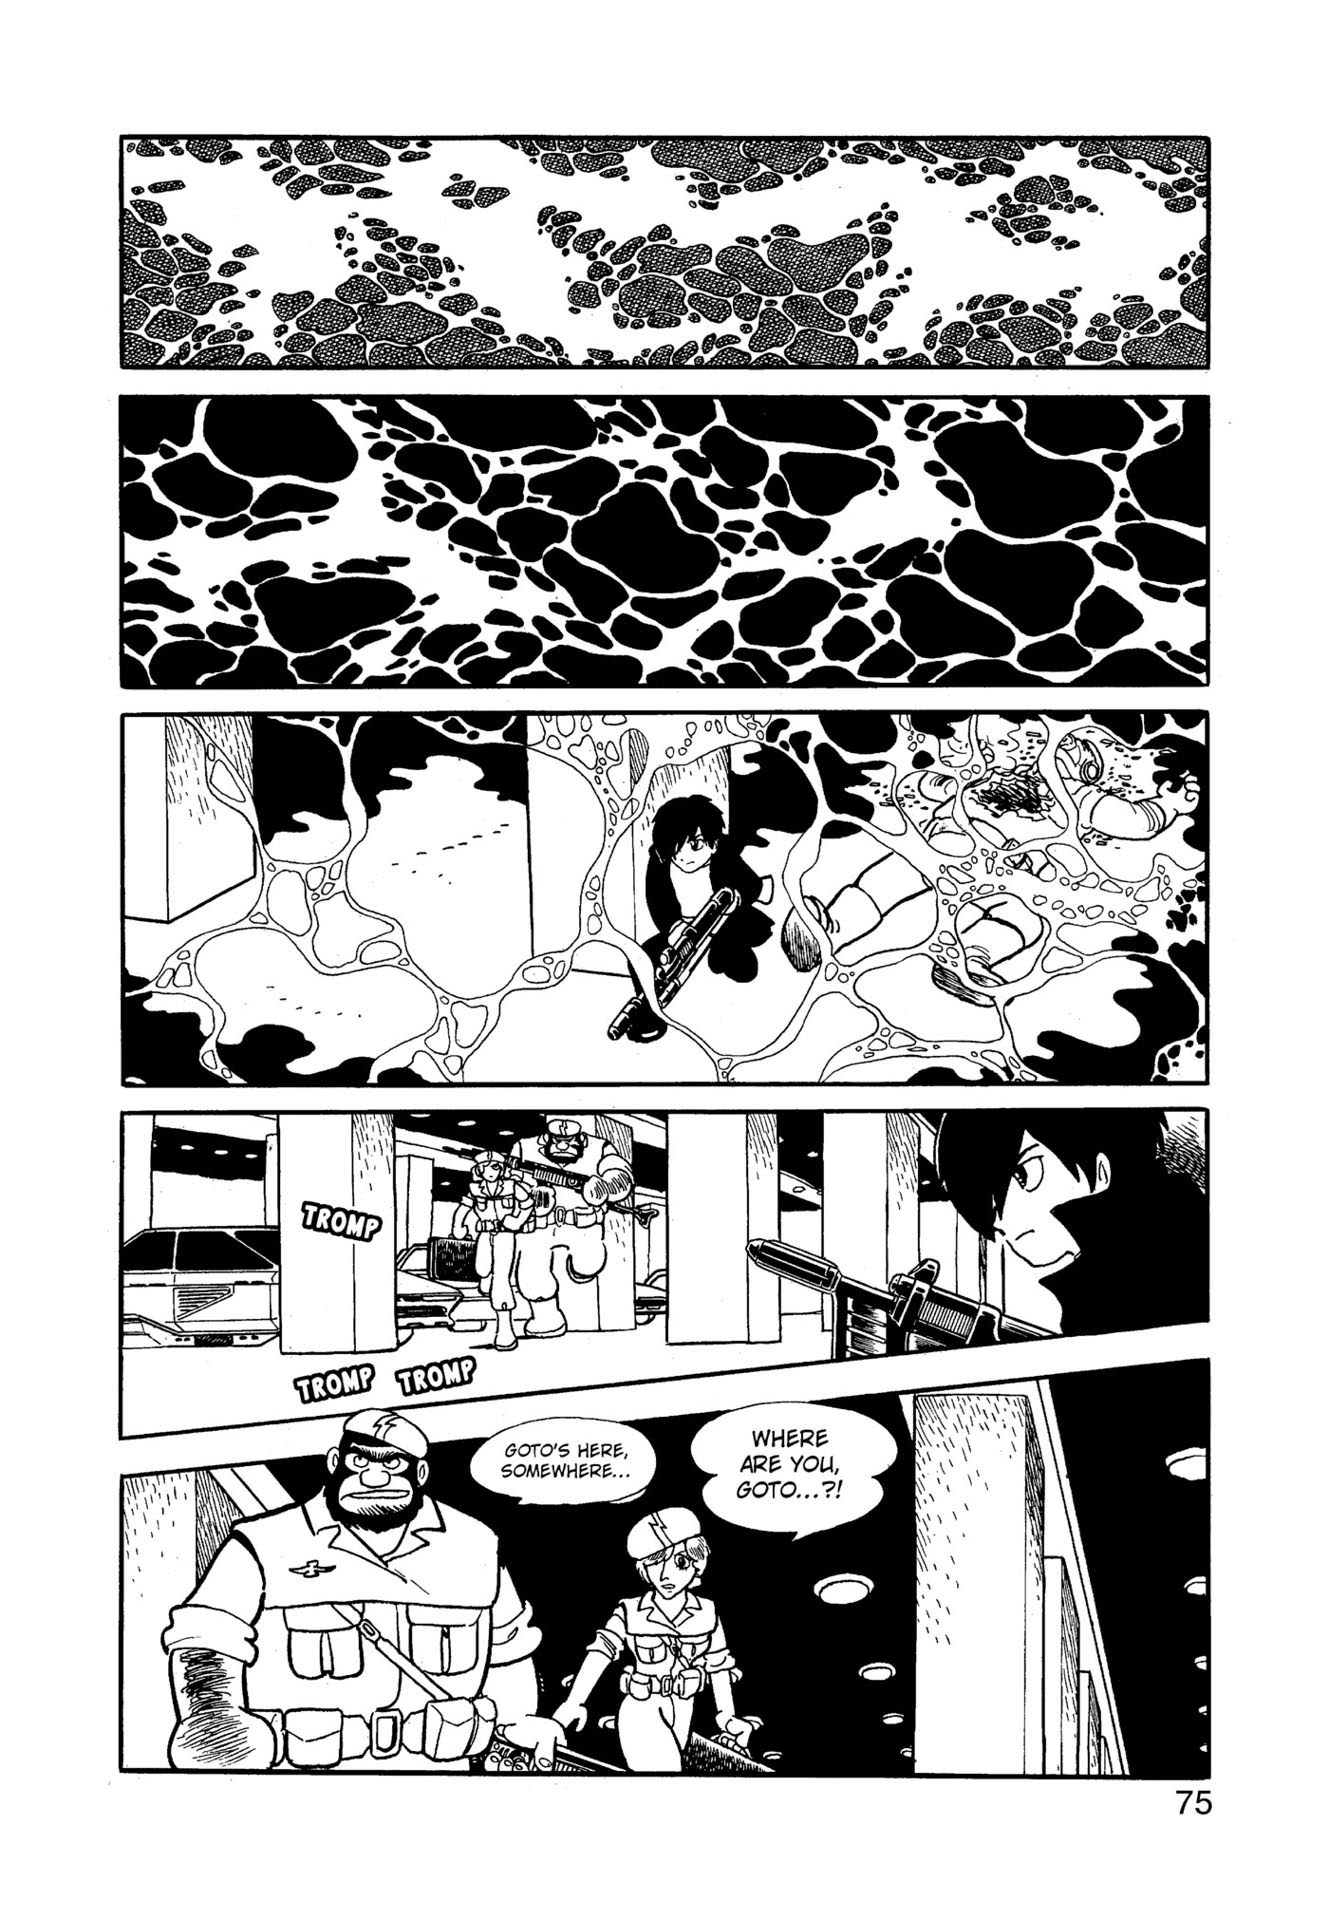 TROMP
TROMP TROMP
GOTO'S HERE,
SOMEWHERE...
WHERE
ARE YOU,
GOTO...?!
75